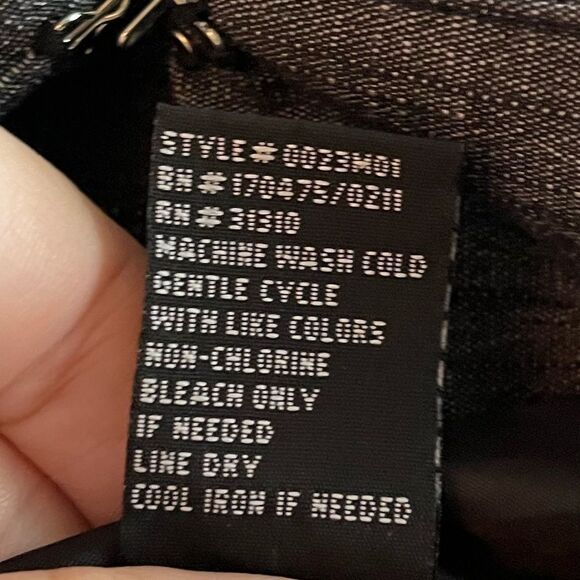 STYLE# 0023M01
BN #170475/0211
RN #31310
MACHINE WASH COLD
GENTLE CYCLE
WITH LIKE COLORS
NON-CHLORINE
BLEACH ONLY
IF NEEDED
LINE DRY
COOL IRON IF NEEDED